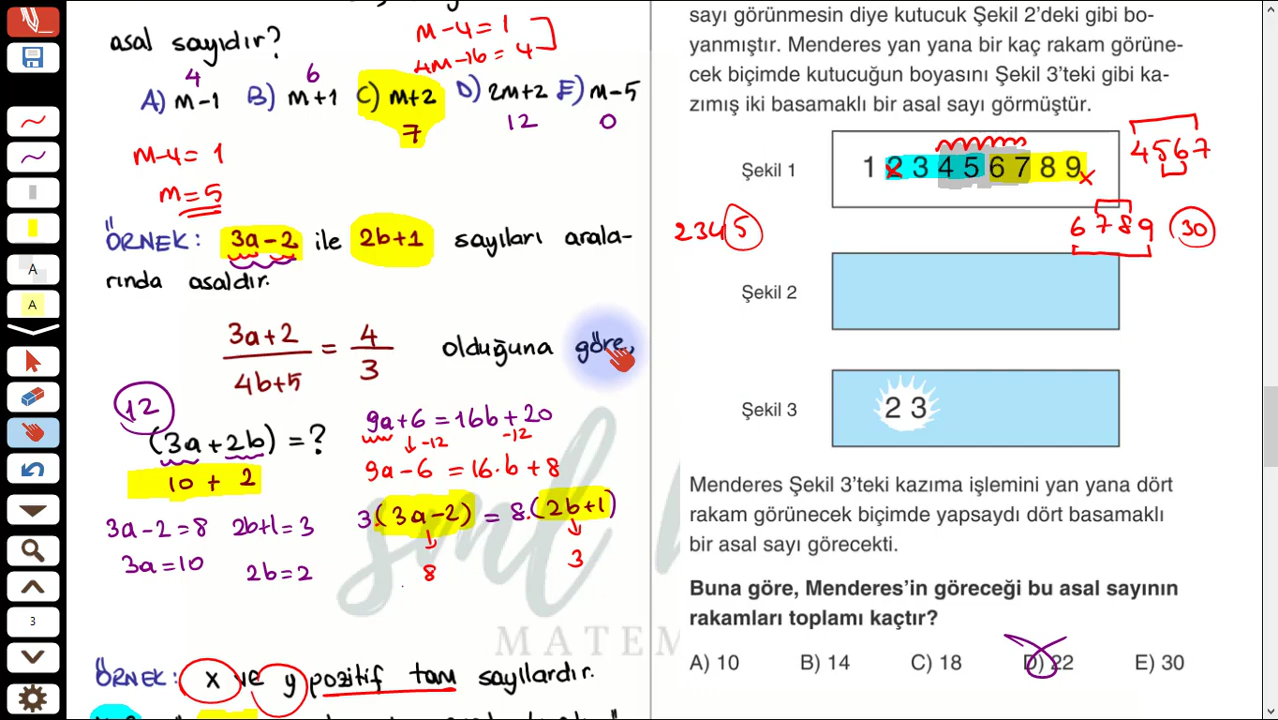 asal sayıdır?
m-4=1
4m-16=4
4
6
A) m-1 B) m+1 C) m+2 D) 2m+2 E) m-5
7
12
0
m-4=1
m=5
ÖRNEK: 3a-2 ile 2b+1 sayıları arala-
rında asaldır.
3a+2 / 4b+5 = 4 / 3 olduğuna göre,
12
(3a+2b)=?
10 + 2
3a-2=8 2b+1=3
3a=10 2b=2
9a+6=16b+20
-12 -12
9a-6=16.b+8
3.(3a-2)=8.(2b+1)
8
3
SML
MATEM
ÖRNEK: x ve y pozitif tam sayılardır.
3
sayı görünmesin diye kutucuk Şekil 2'deki gibi bo-
yanmıştır. Menderes yan yana bir kaç rakam görüne-
cek biçimde kutucuğun boyasını Şekil 3'teki gibi ka-
zımış iki basamaklı bir asal sayı görmüştür.
Şekil 1
1 2 3 4 5 6 7 8 9
4567
2345
6789
30
Şekil 2
Şekil 3
2 3
Menderes Şekil 3'teki kazıma işlemini yan yana dört
rakam görünecek biçimde yapsaydı dört basamaklı
bir asal sayı görecekti.
Buna göre, Menderes'in göreceği bu asal sayının
rakamları toplamı kaçtır?
A) 10 B) 14 C) 18 D) 22 E) 30